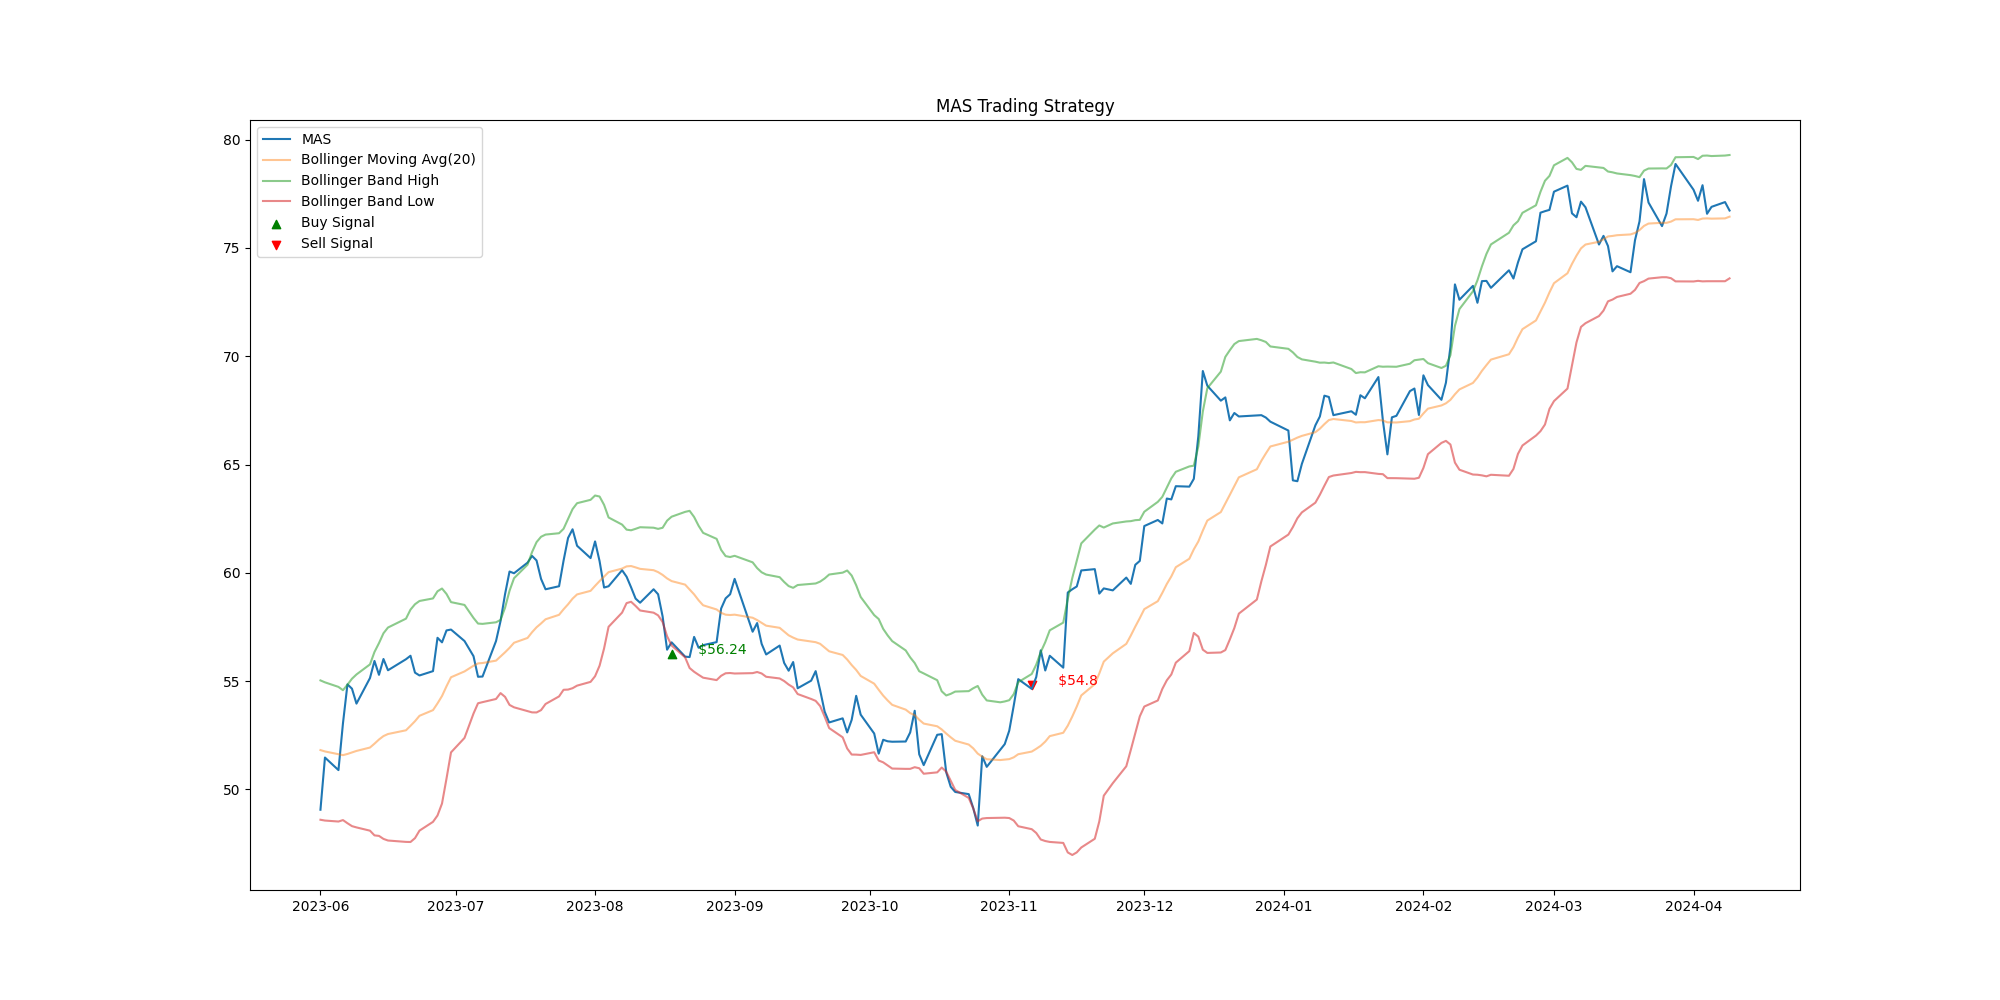 MAS Trading Strategy
MAS
Bollinger Moving Avg(20)
Bollinger Band High
Bollinger Band Low
Buy Signal
Sell Signal
80
75
70
65
60
55
50
$56.24
$54.8
2023-06 2023-07 2023-08 2023-09 2023-10 2023-11 2023-12 2024-01 2024-02 2024-03 2024-04